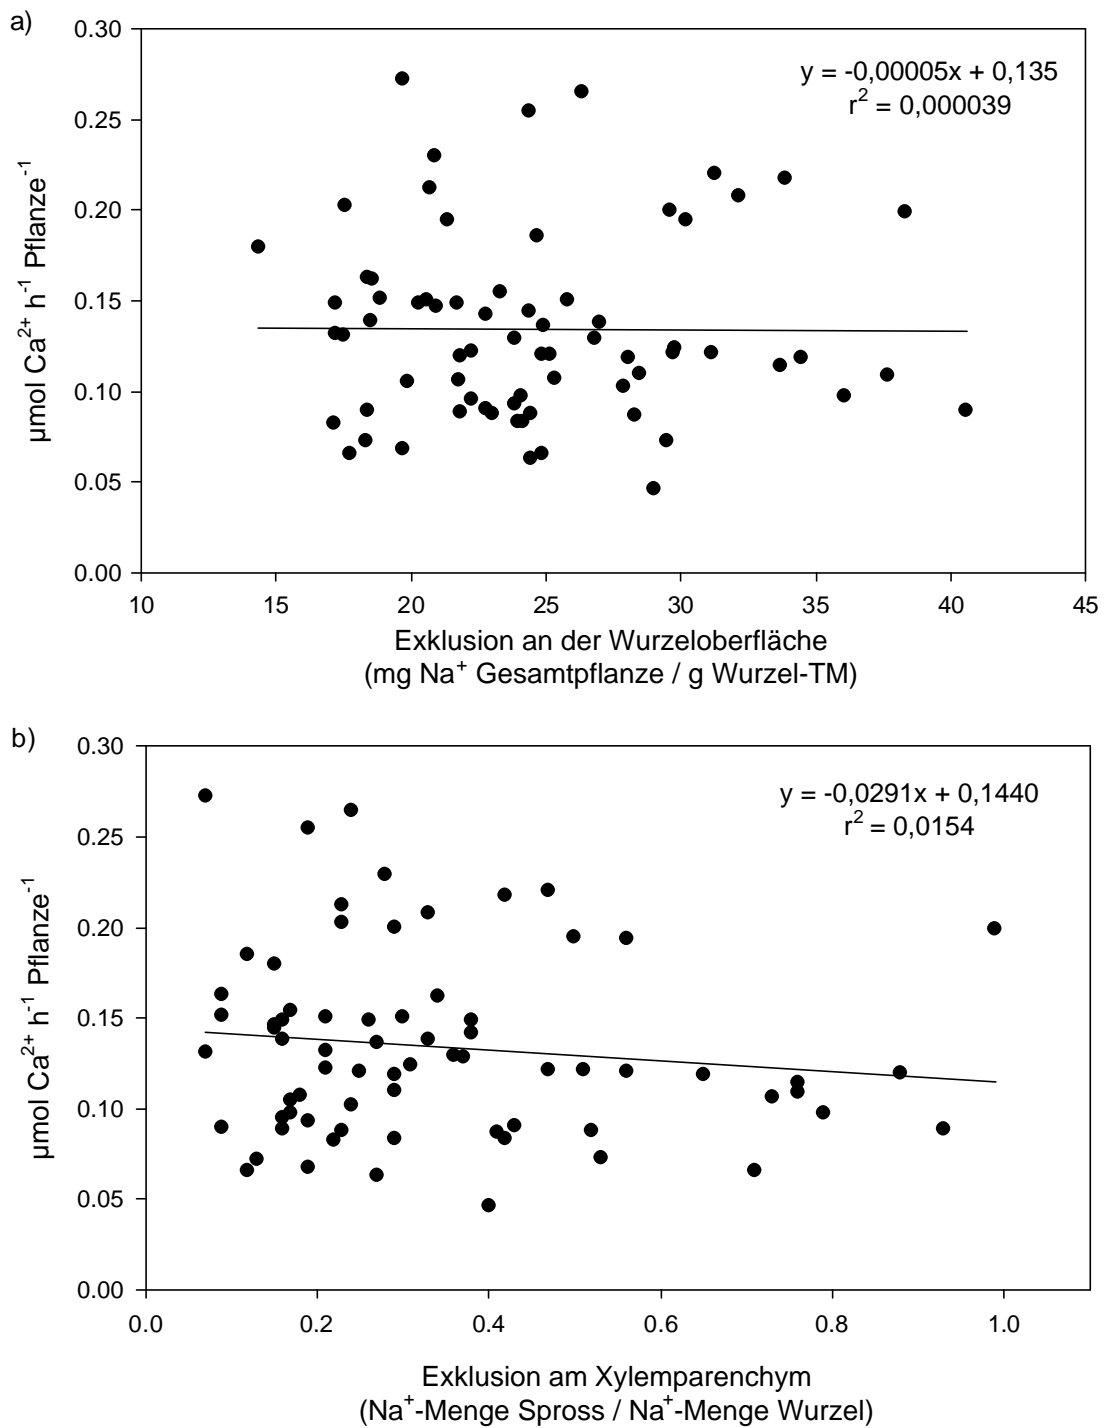 a)
0.30
y = -0,00005x + 0,135
r² = 0,000039
0.25
0.20
0.15
0.10
0.05
0.00
µmol Ca²⁺ h⁻¹ Pflanze⁻¹
10 15 20 25 30 35 40 45
Exklusion an der Wurzeloberfläche
(mg Na⁺ Gesamtpflanze / g Wurzel-TM)
b)
0.30
y = -0,0291x + 0,1440
r² = 0,0154
0.25
0.20
0.15
0.10
0.05
0.00
µmol Ca²⁺ h⁻¹ Pflanze⁻¹
0.0 0.2 0.4 0.6 0.8 1.0
Exklusion am Xylemparenchym
(Na⁺-Menge Spross / Na⁺-Menge Wurzel)